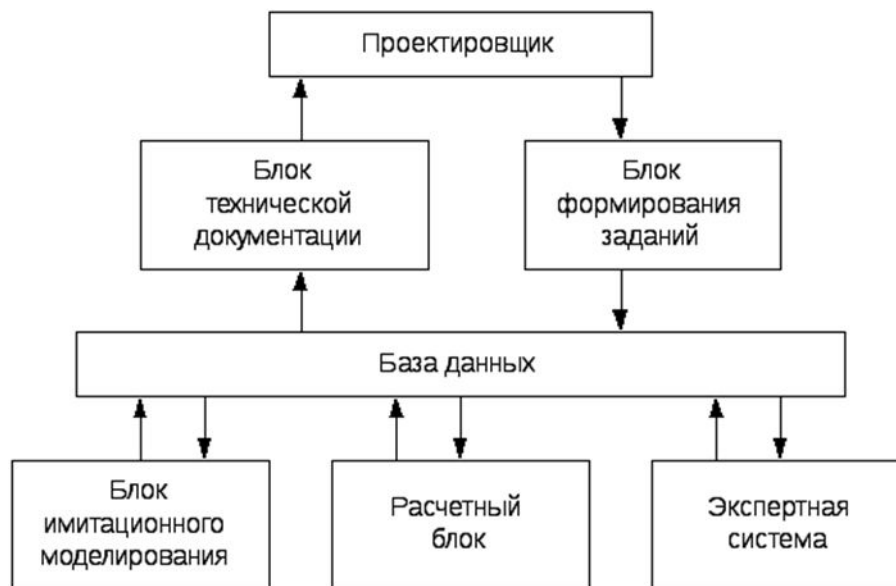 Проектировщик
Блок
технической
документации
Блок
формирования
заданий
База данных
Блок
имитационного
моделирования
Расчетный
блок
Экспертная
система